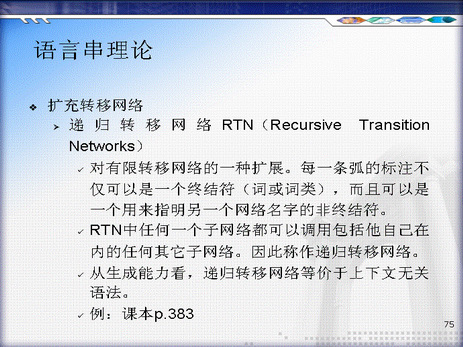 语言串理论
❖ 扩充转移网络
➢ 递归转移网络RTN（Recursive Transition
Networks）
✓ 对有限转移网络的一种扩展。每一条弧的标注不
仅可以是一个终结符（词或词类），而且可以是
一个用来指明另一个网络名字的非终结符。
✓ RTN中任何一个子网络都可以调用包括他自己在
内的任何其它子网络。因此称作递归转移网络。
✓ 从生成能力看，递归转移网络等价于上下文无关
语法。
✓ 例：课本p.383
75